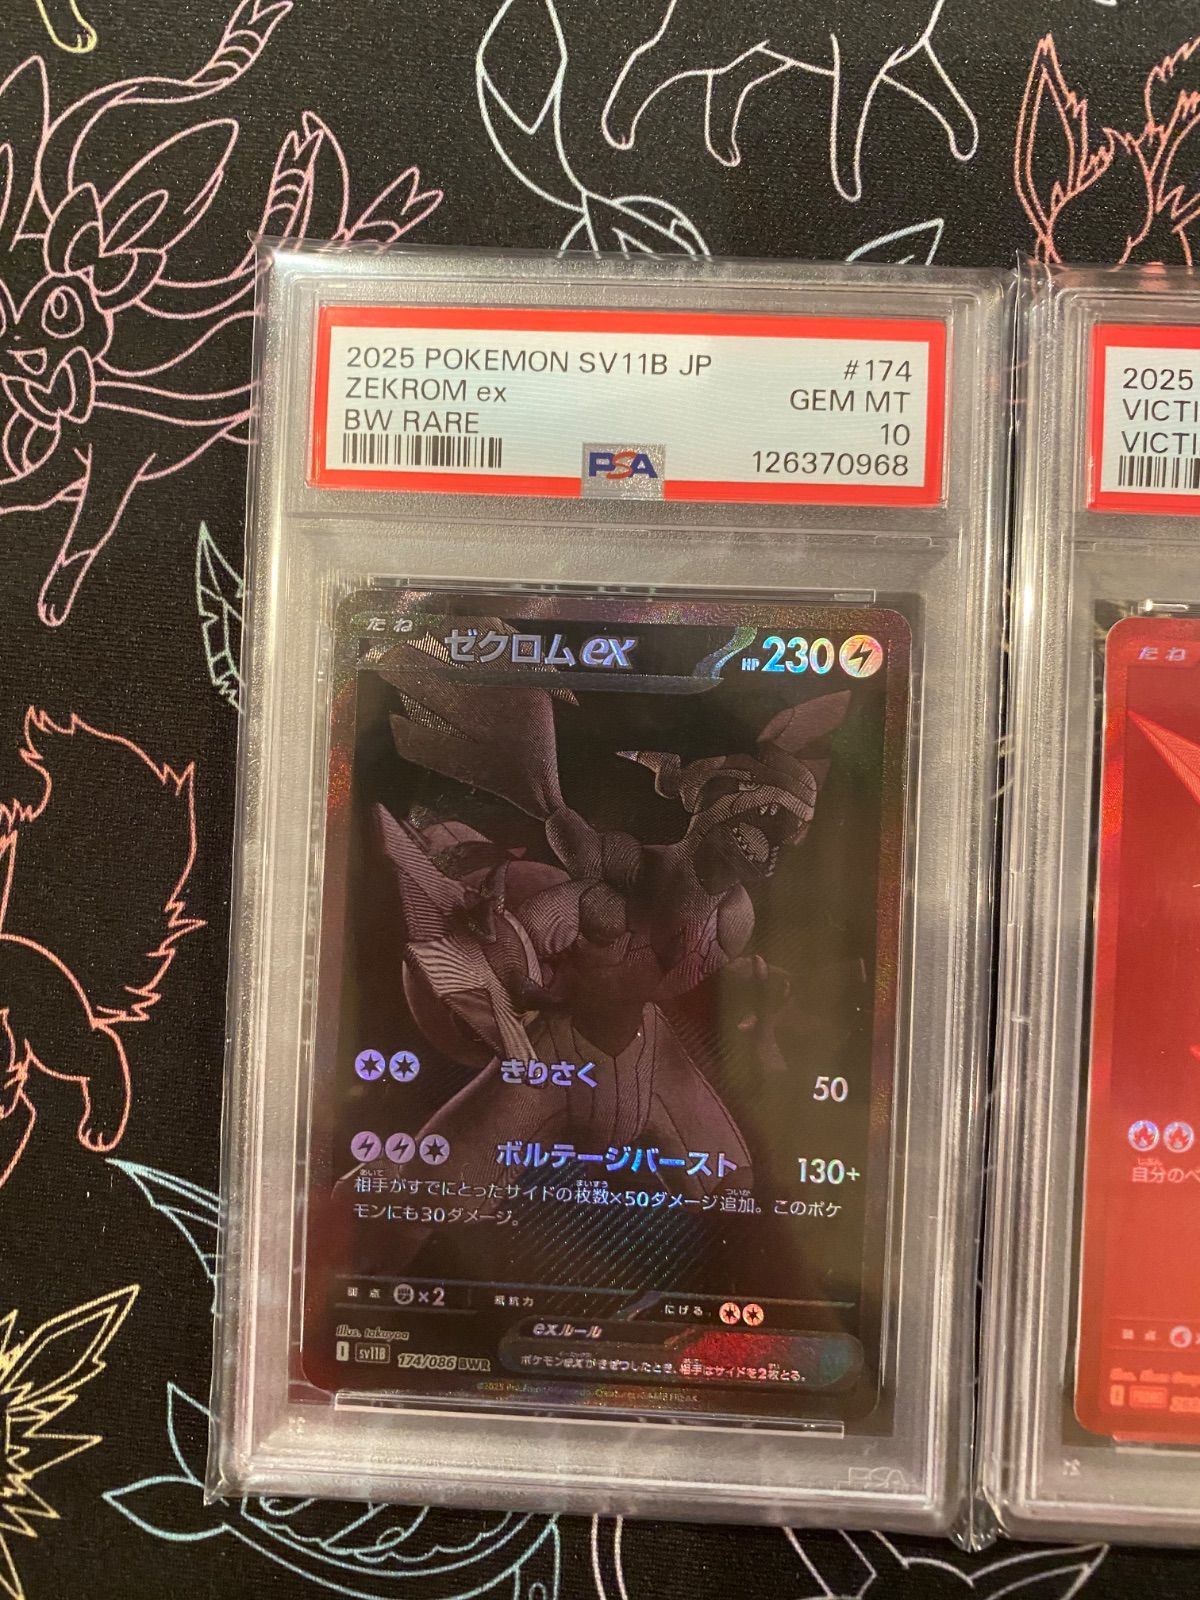 2025 POKEMON SV11B JP #174
ZEKROM ex GEM MT
BW RARE 10
PSA 126370968
たね ゼクロムex HP230
きりさく 50
ボルテージバースト 130+
相手がすでにとったサイドの枚数×50ダメージ追加。このポケ
モンにも30ダメージ。
弱点 ×2 抵抗力 にげる
Illus. takuyoa
exルール
I sv11B 174/086 BWR
ポケモンexがきぜつしたとき、相手はサイドを2枚とる。
PSA
2025
VICTI
VICTI
たね
自分のベ
弱点